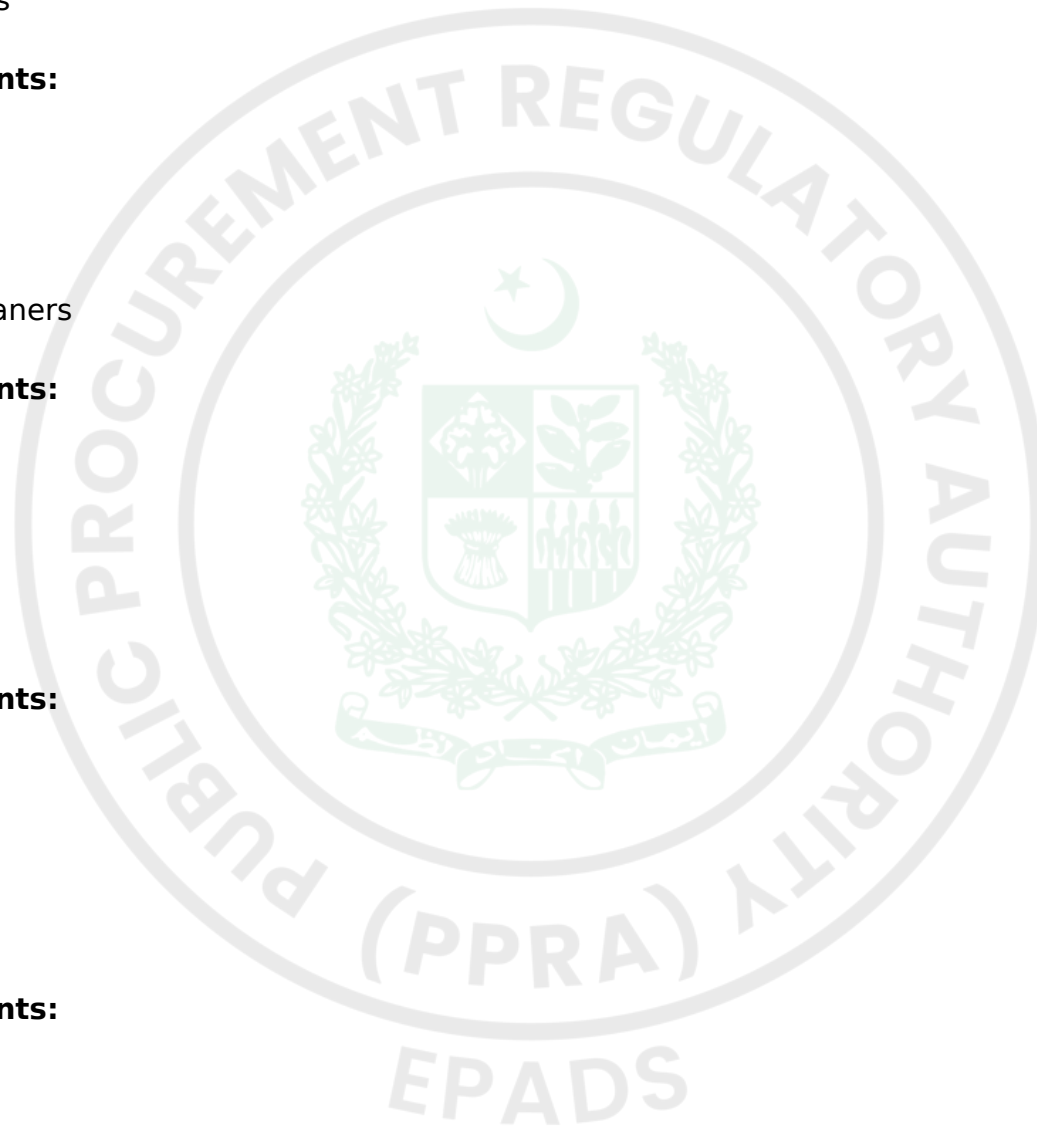 s
nts:
aners
nts:
nts:
nts:
PUBLIC PROCUREMENT REGULATORY AUTHORITY
(PPRA)
EPADS